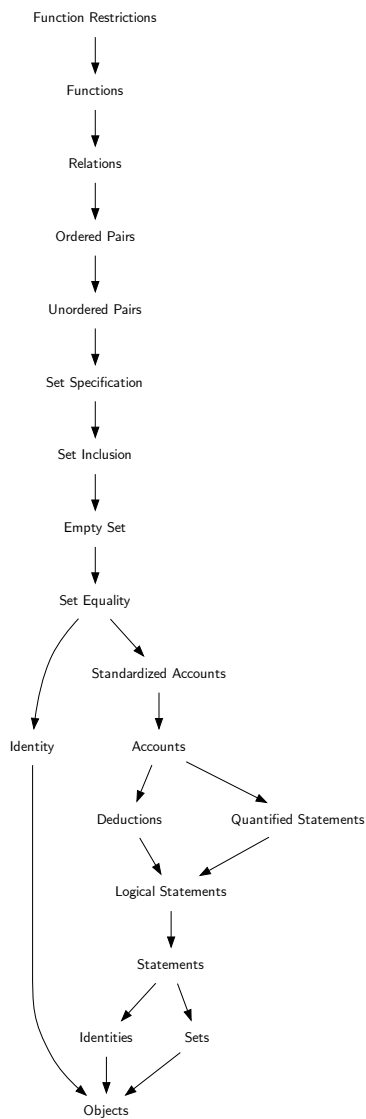 Function Restrictions
Functions
Relations
Ordered Pairs
Unordered Pairs
Set Specification
Set Inclusion
Empty Set
Set Equality
Standardized Accounts
Identity
Accounts
Deductions
Quantified Statements
Logical Statements
Statements
Identities
Sets
Objects